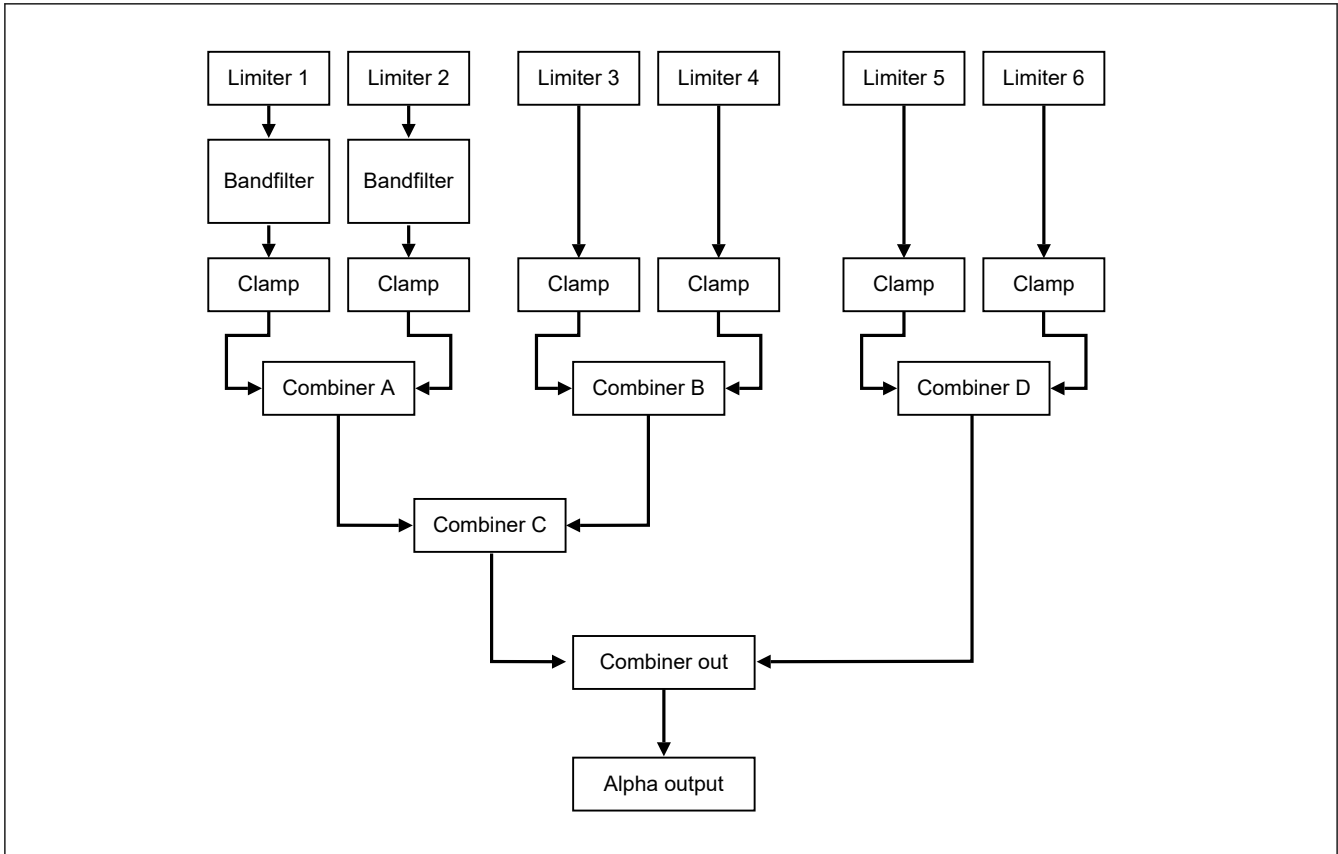 Limiter 1
Limiter 2
Limiter 3
Limiter 4
Limiter 5
Limiter 6
Bandfilter
Bandfilter
Clamp
Clamp
Clamp
Clamp
Clamp
Clamp
Combiner A
Combiner B
Combiner D
Combiner C
Combiner out
Alpha output